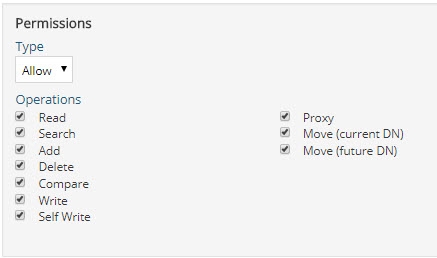 Permissions
Type
Allow
Operations
Read
Search
Add
Delete
Compare
Write
Self Write
Proxy
Move (current DN)
Move (future DN)